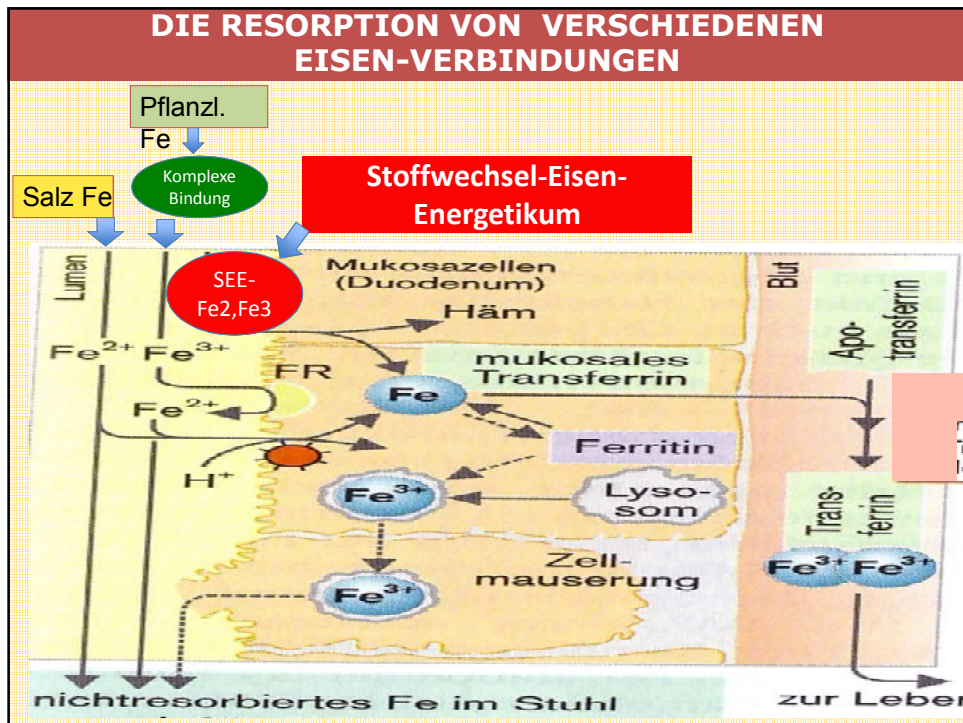 DIE RESORPTION VON VERSCHIEDENEN
EISEN-VERBINDUNGEN
Pflanzl.
Fe
Komplexe
Bindung
Salz Fe
Stoffwechsel-Eisen-
Energetikum
SEE-
Fe2,Fe3
Lumen
Mukosazellen
(Duodenum)
Häm
Blut
Apo-
transferrin
Fe²⁺
Fe³⁺
FR
mukosales
Transferrin
Fe
Fe²⁺
Ferritin
H⁺
Fe³⁺
Lyso-
som
Trans-
ferrin
Zell-
mauserung
Fe³⁺
Fe³⁺
Fe³⁺
nichtresorbiertes Fe im Stuhl
zur Leber